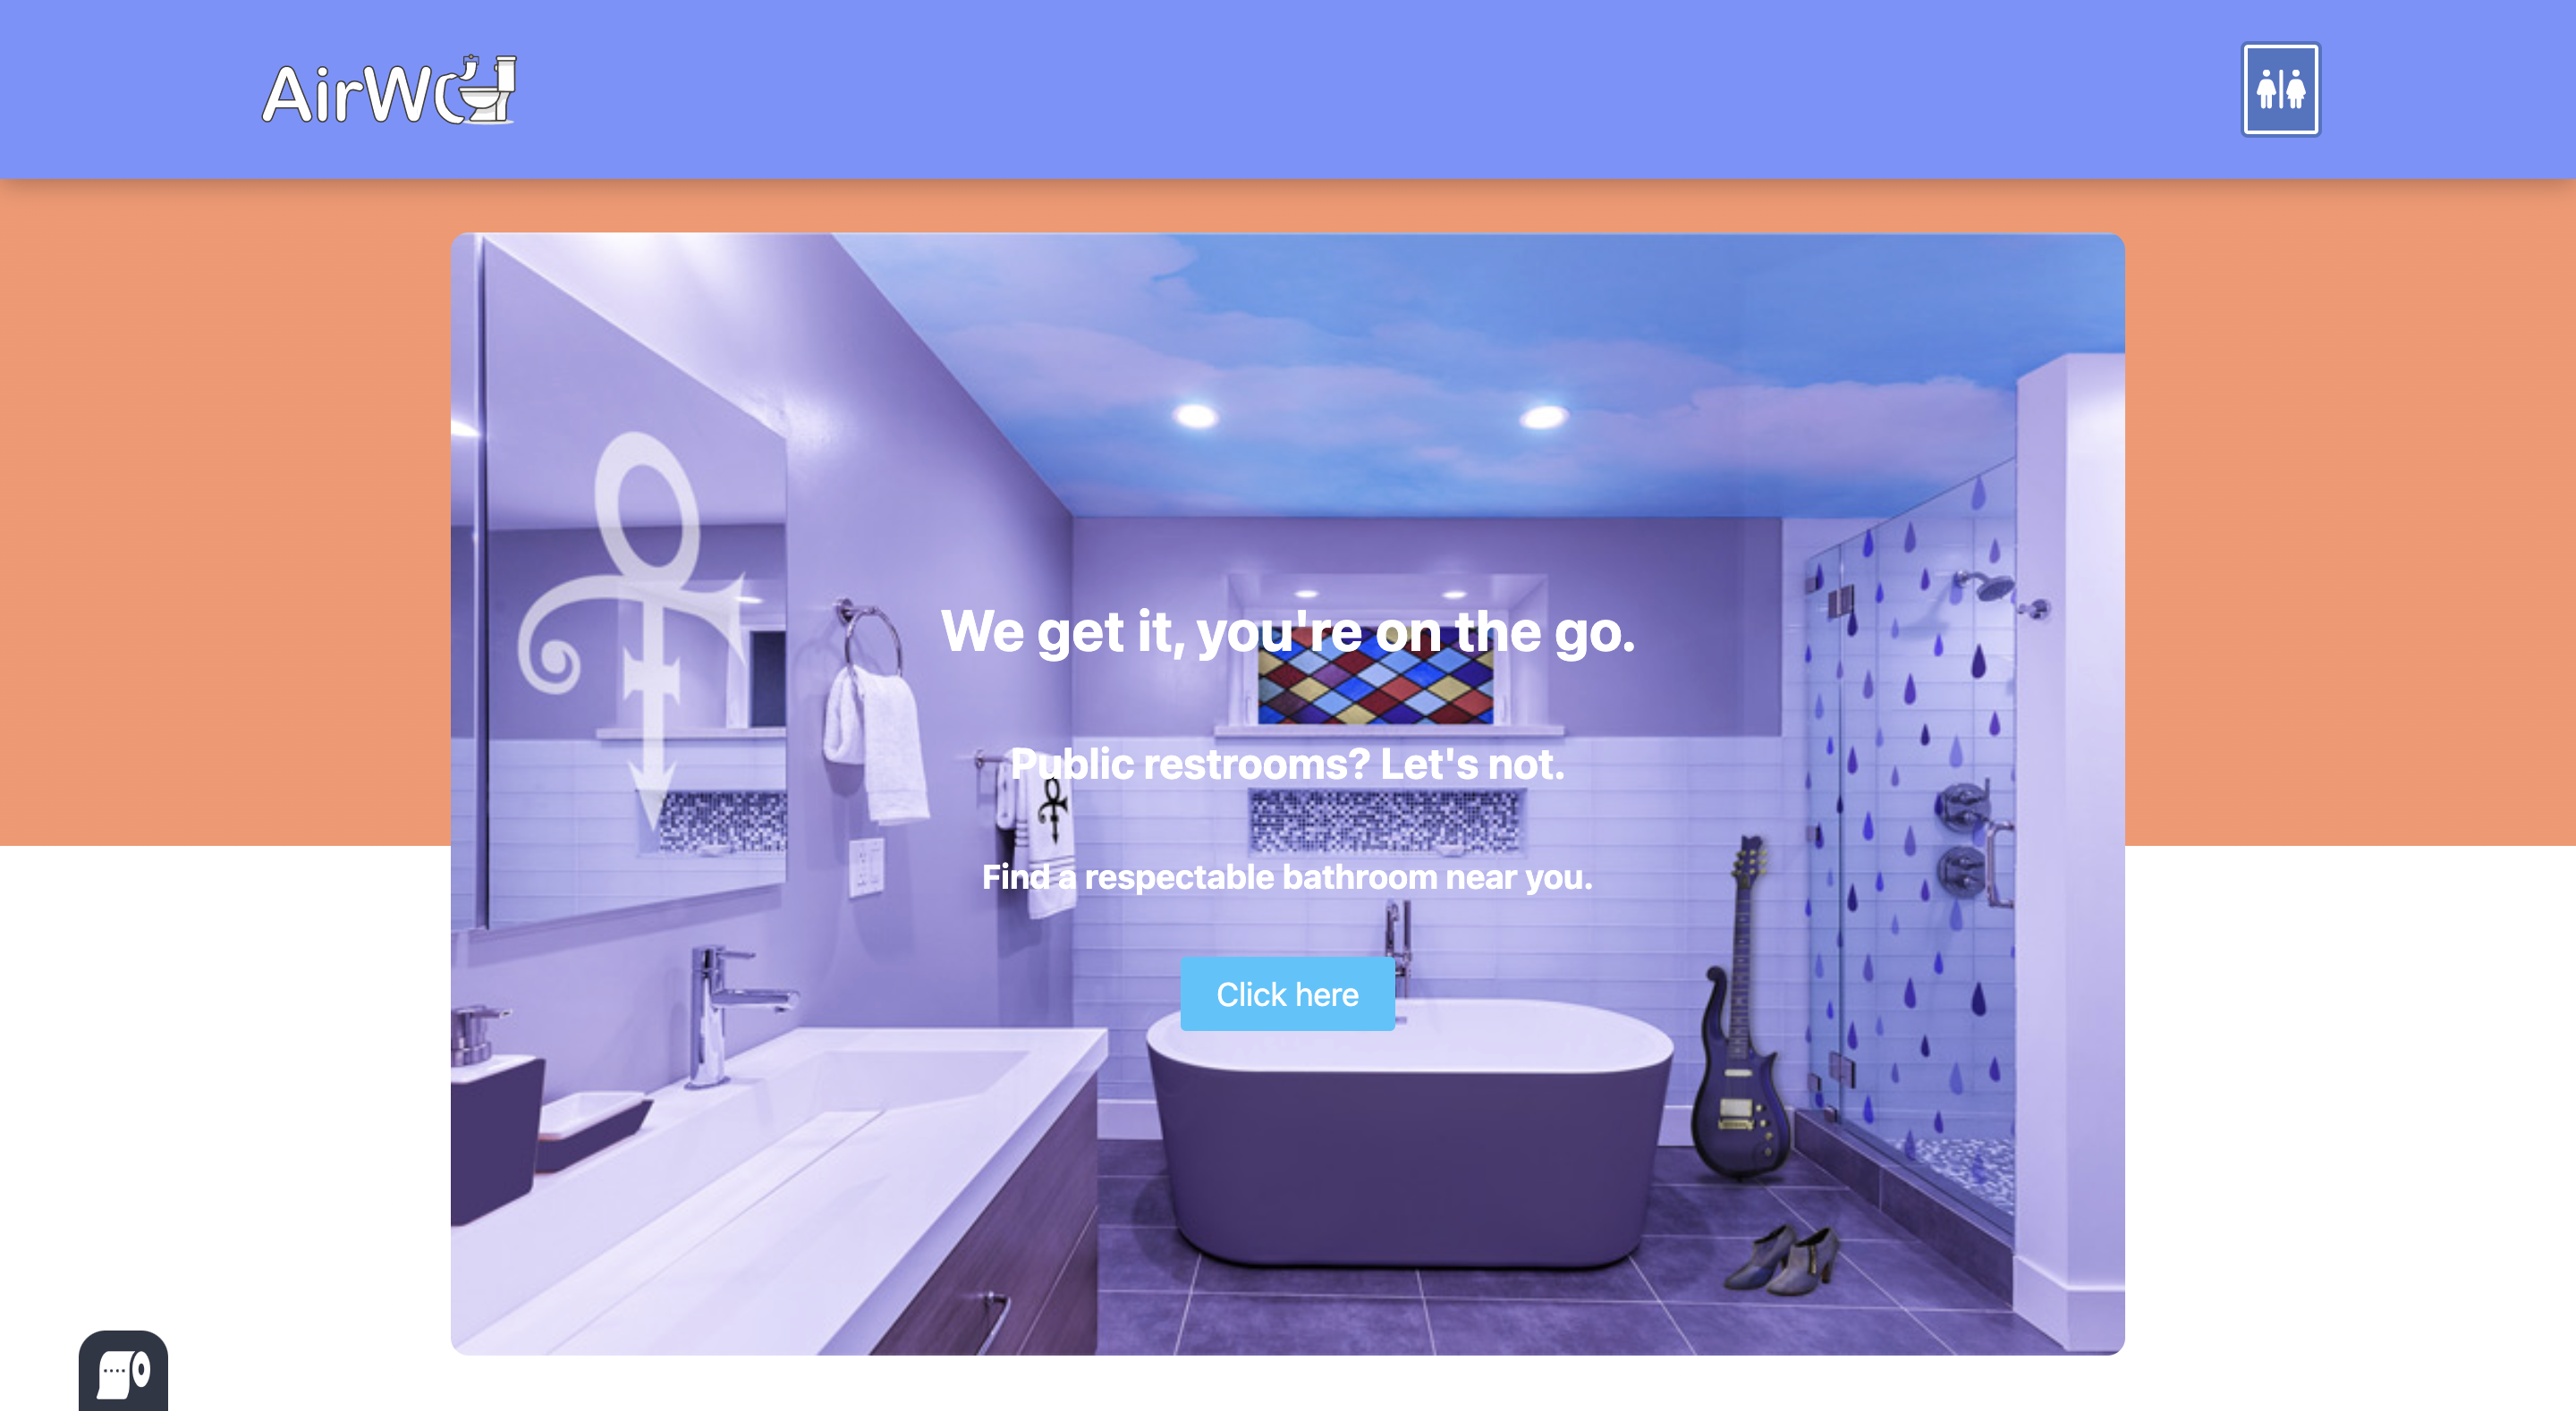 AirWC
We get it, you're on the go.
Public restrooms? Let's not.
Find a respectable bathroom near you.
Click here